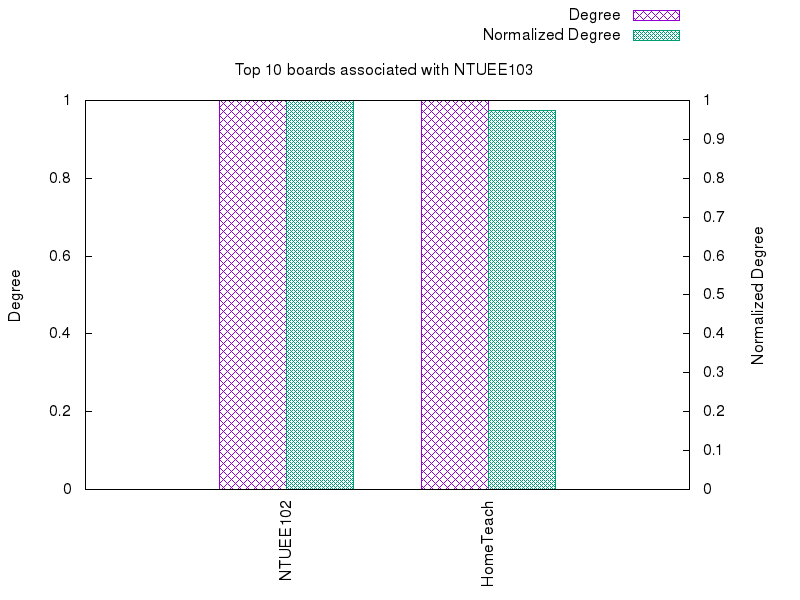 Degree
Normalized Degree
Top 10 boards associated with NTUEE103
1
0.8
0.6
0.4
0.2
0
Degree
1
0.9
0.8
0.7
0.6
0.5
0.4
0.3
0.2
0.1
0
Normalized Degree
NTUEE102
HomeTeach